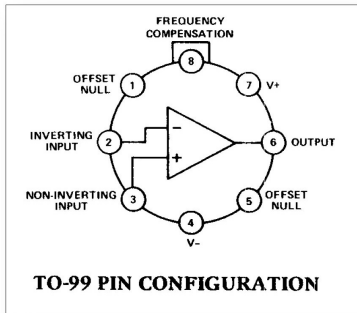 FREQUENCY
COMPENSATION
8
OFFSET
NULL
1
7
V+
INVERTING
INPUT
2
−
6
OUTPUT
+
NON-INVERTING
INPUT
3
5
OFFSET
NULL
4
V−
TO-99 PIN CONFIGURATION